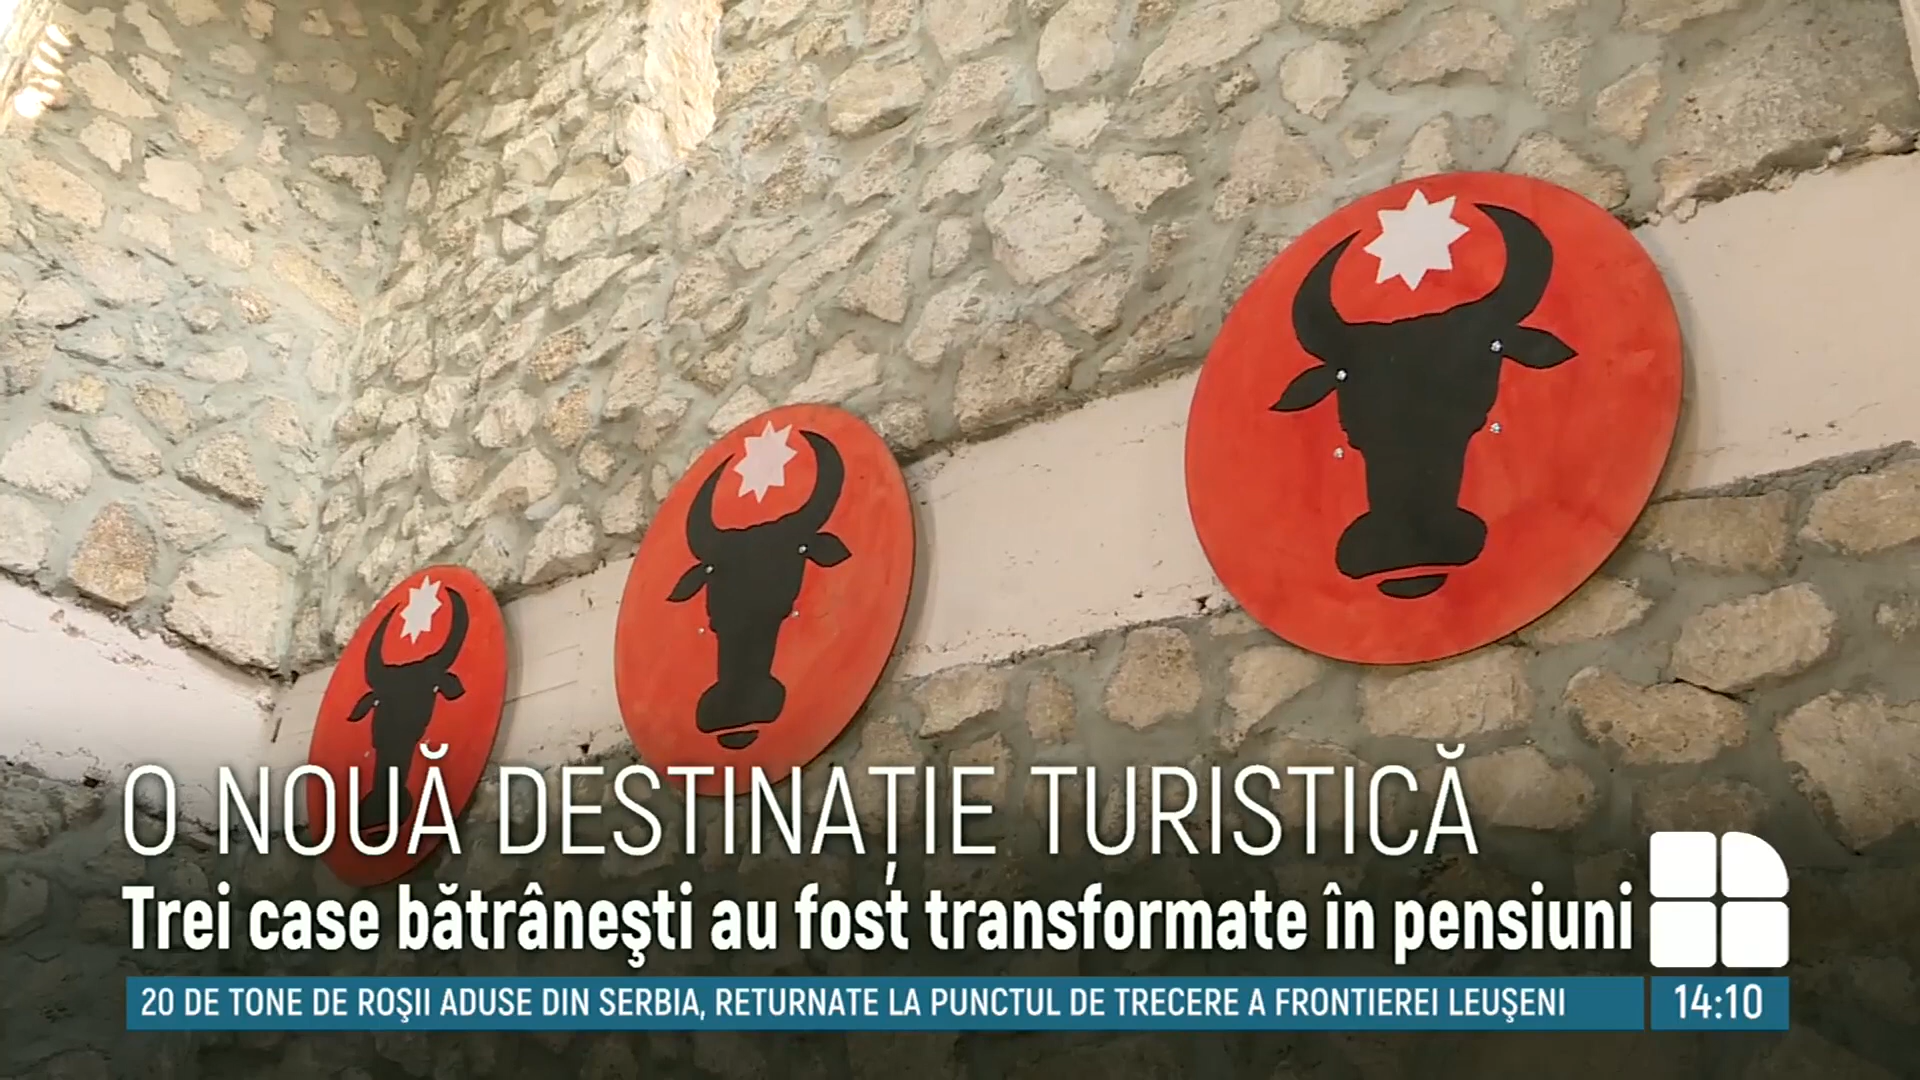 O NOUĂ DESTINAȚIE TURISTICĂ
Trei case bătrâneşti au fost transformate în pensiuni
20 DE TONE DE ROŞII ADUSE DIN SERBIA, RETURNATE LA PUNCTUL DE TRECERE A FRONTIEREI LEUŞENI
14:10